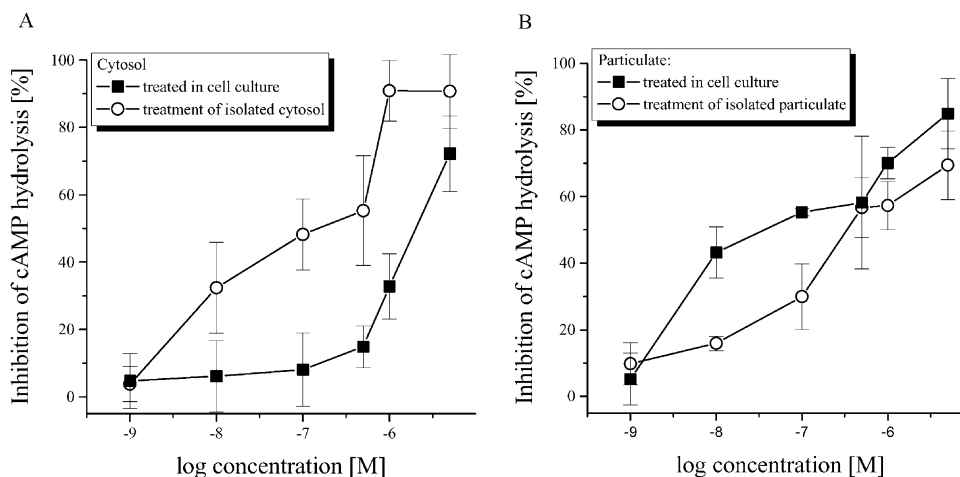 A
Inhibition of cAMP hydrolysis [%]
100
80
60
40
20
0
Cytosol
treated in cell culture
treatment of isolated cytosol
-9
-8
-7
-6
log concentration [M]
B
Inhibition of cAMP hydrolysis [%]
100
80
60
40
20
0
Particulate:
treated in cell culture
treatment of isolated particulate
-9
-8
-7
-6
log concentration [M]